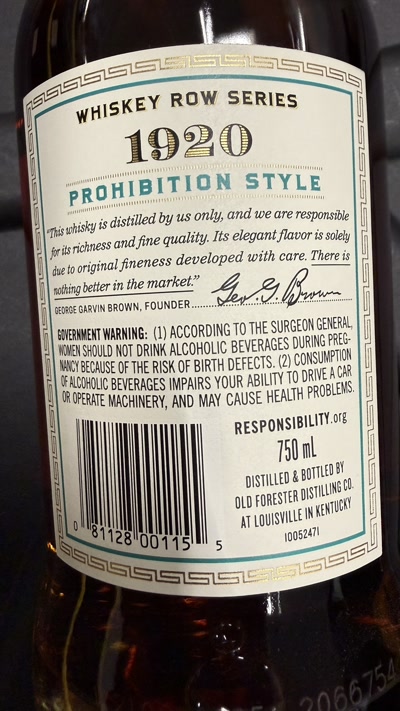 WHISKEY ROW SERIES
1920
PROHIBITION STYLE
"This whisky is distilled by us only, and we are responsible
for its richness and fine quality. Its elegant flavor is solely
due to original fineness developed with care. There is
nothing better in the market."
Geo. G. Brown
GEORGE GARVIN BROWN, FOUNDER
GOVERNMENT WARNING: (1) ACCORDING TO THE SURGEON GENERAL,
WOMEN SHOULD NOT DRINK ALCOHOLIC BEVERAGES DURING PREG-
NANCY BECAUSE OF THE RISK OF BIRTH DEFECTS. (2) CONSUMPTION
OF ALCOHOLIC BEVERAGES IMPAIRS YOUR ABILITY TO DRIVE A CAR
OR OPERATE MACHINERY, AND MAY CAUSE HEALTH PROBLEMS.
RESPONSIBILITY.org
750 mL
DISTILLED & BOTTLED BY
OLD FORESTER DISTILLING CO.
AT LOUISVILLE IN KENTUCKY
10052471
0 81128 00115 5
2066754